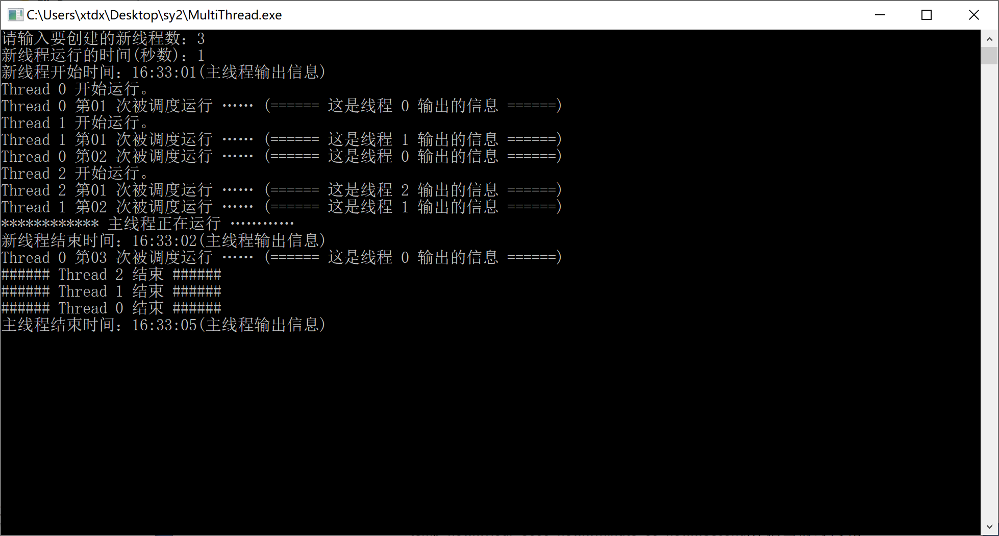 C:\Users\xtdx\Desktop\sy2\MultiThread.exe
请输入要创建的新线程数：3
新线程运行的时间(秒数)：1
新线程开始时间：16:33:01(主线程输出信息)
Thread 0 开始运行。
Thread 0 第01 次被调度运行 …… (====== 这是线程 0 输出的信息 ======)
Thread 1 开始运行。
Thread 1 第01 次被调度运行 …… (====== 这是线程 1 输出的信息 ======)
Thread 0 第02 次被调度运行 …… (====== 这是线程 0 输出的信息 ======)
Thread 2 开始运行。
Thread 2 第01 次被调度运行 …… (====== 这是线程 2 输出的信息 ======)
Thread 1 第02 次被调度运行 …… (====== 这是线程 1 输出的信息 ======)
************ 主线程正在运行 …………
新线程结束时间：16:33:02(主线程输出信息)
Thread 0 第03 次被调度运行 …… (====== 这是线程 0 输出的信息 ======)
###### Thread 2 结束 ######
###### Thread 1 结束 ######
###### Thread 0 结束 ######
主线程结束时间：16:33:05(主线程输出信息)